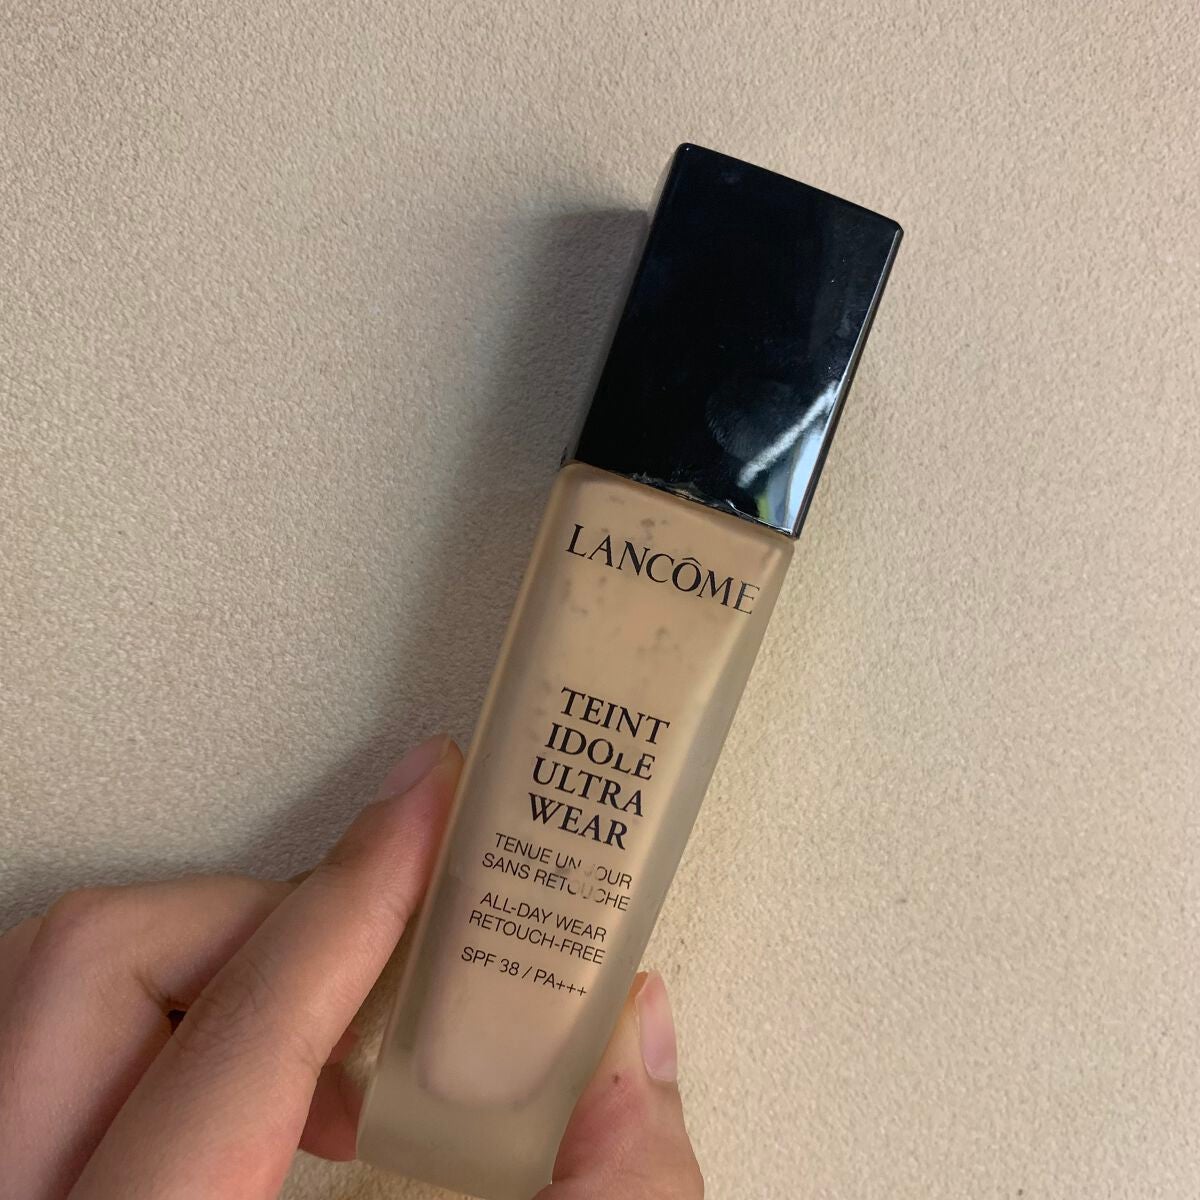 LANCÔME
TEINT
IDOLE
ULTRA
WEAR
TENUE UN JOUR
SANS RETOUCHE
ALL-DAY WEAR
RETOUCH-FREE
SPF 38 / PA+++